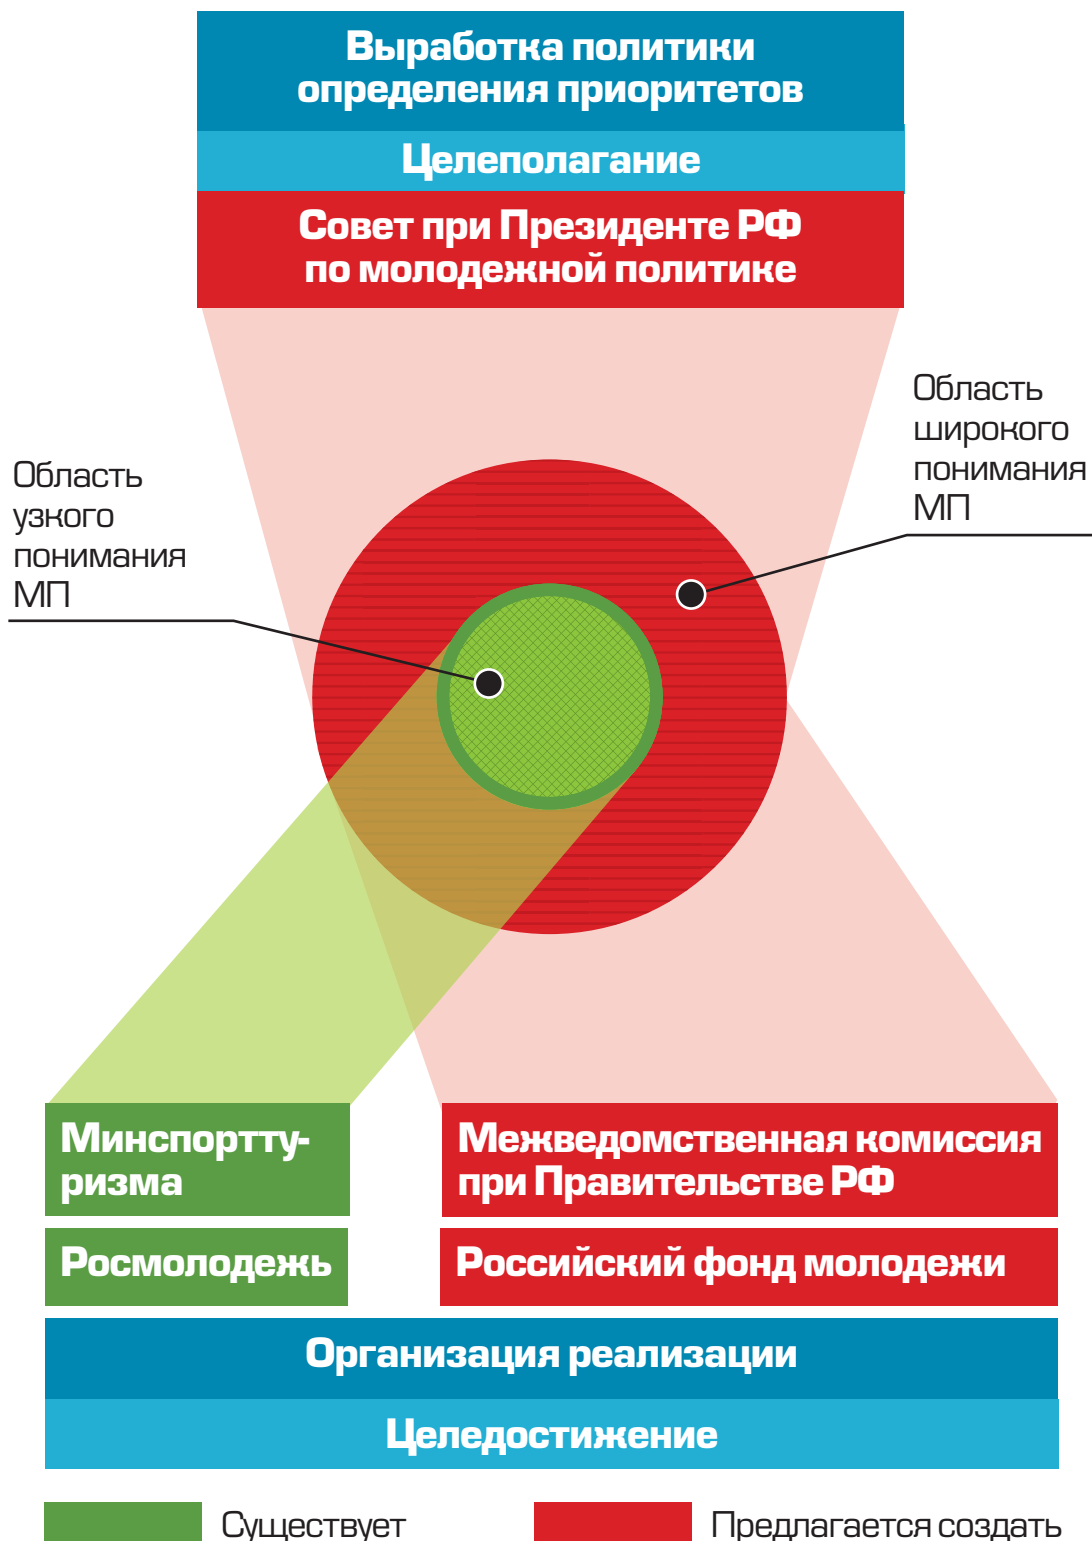 Выработка политики
определения приоритетов
Целеполагание
Совет при Президенте РФ
по молодежной политике
Область
широкого
понимания
МП
Область
узкого
понимания
МП
Минспортту-
ризма
Межведомственная комиссия
при Правительстве РФ
Росмолодежь
Российский фонд молодежи
Организация реализации
Целедостижение
Существует
Предлагается создать